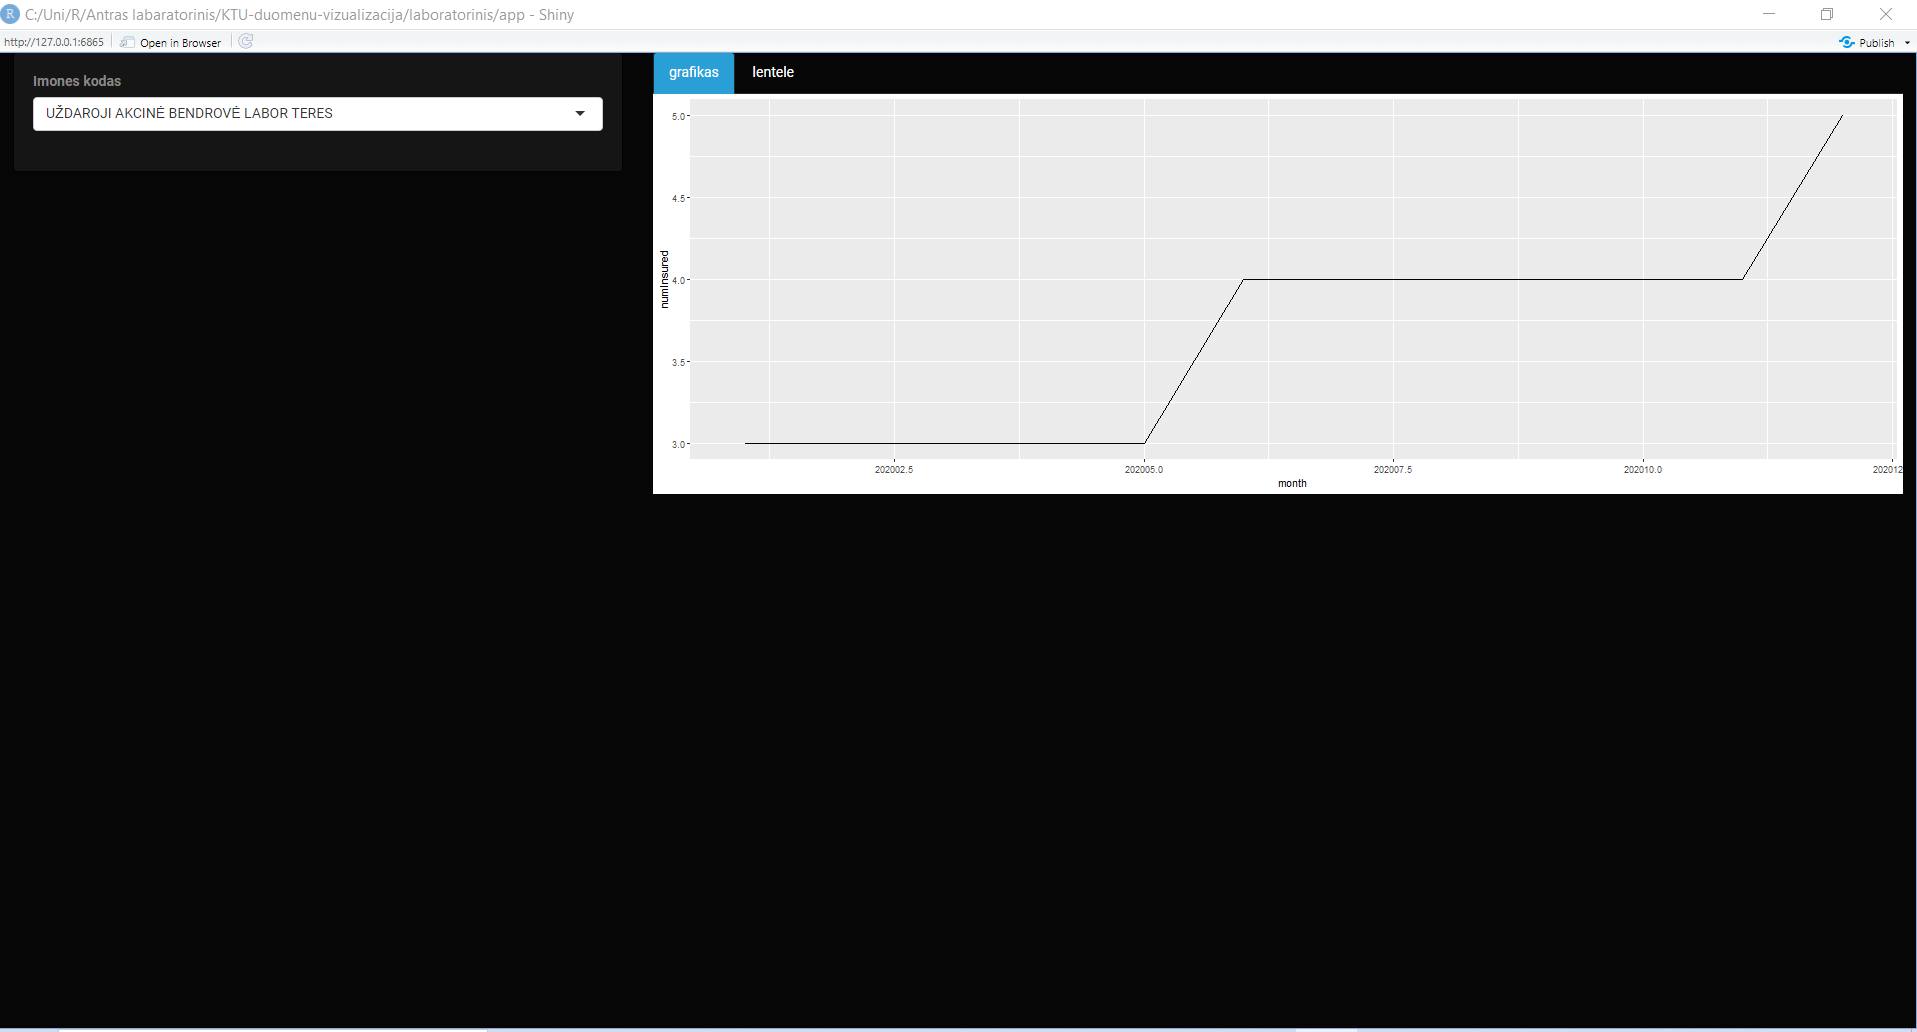 C:/Uni/R/Antras labaratorinis/KTU-duomenu-vizualizacija/laboratorinis/app - Shiny
http://127.0.0.1:6865 Open in Browser Publish
Imones kodas
UŽDAROJI AKCINĖ BENDROVĖ LABOR TERES
grafikas lentele
5.0
4.5
numInsured
4.0
3.5
3.0
202002.5 202005.0 202007.5 202010.0 202012
month